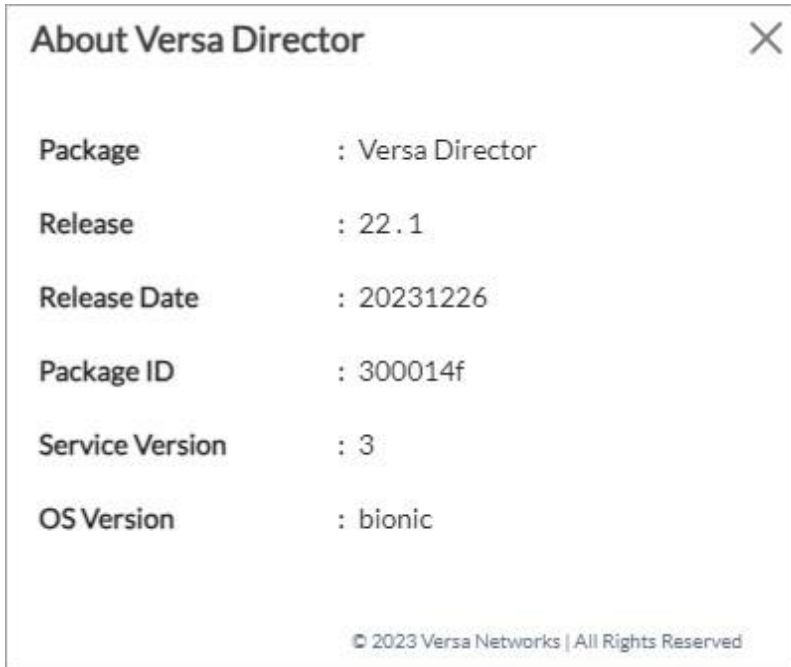 About Versa Director
Package : Versa Director
Release : 22.1
Release Date : 20231226
Package ID : 300014f
Service Version : 3
OS Version : bionic
© 2023 Versa Networks | All Rights Reserved